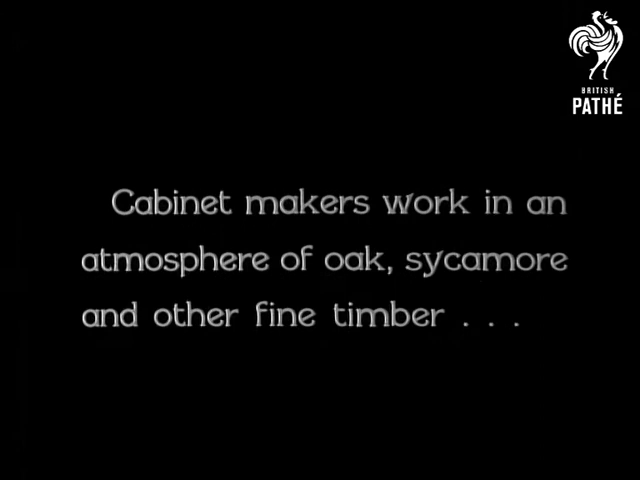 BRITISH
PATHÉ
Cabinet makers work in an
atmosphere of oak, sycamore
and other fine timber . . .